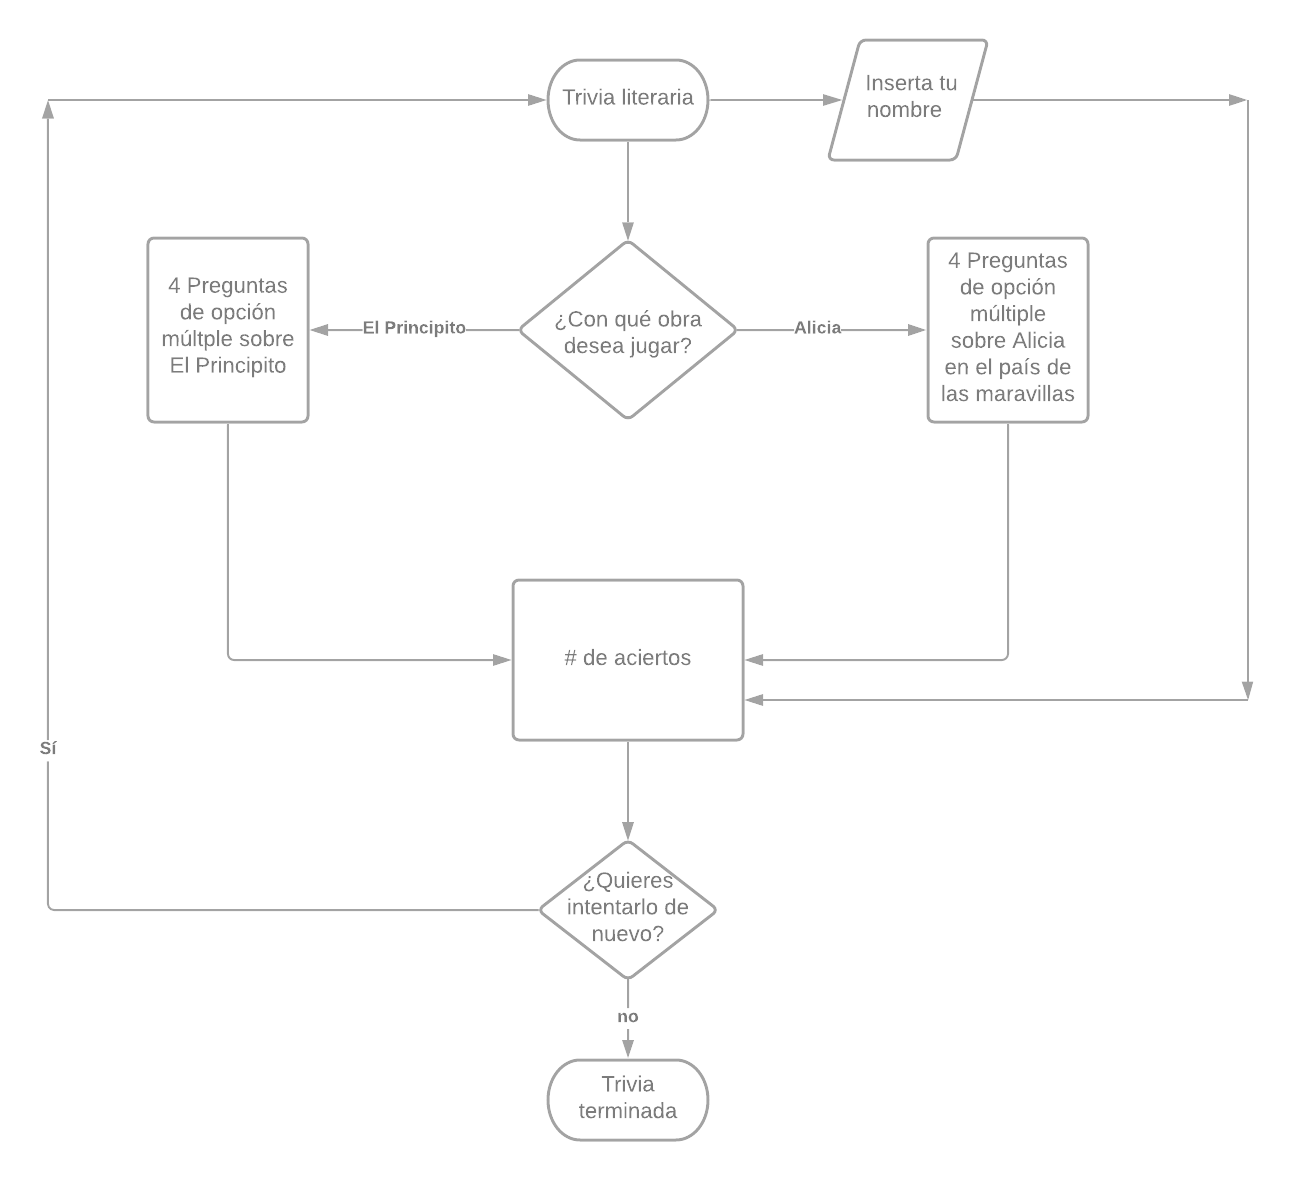 Trivia literaria
Inserta tu
nombre
4 Preguntas
de opción
múltple sobre
El Principito
El Principito
¿Con qué obra
desea jugar?
Alicia
4 Preguntas
de opción
múltiple
sobre Alicia
en el país de
las maravillas
# de aciertos
Sí
¿Quieres
intentarlo de
nuevo?
no
Trivia
terminada